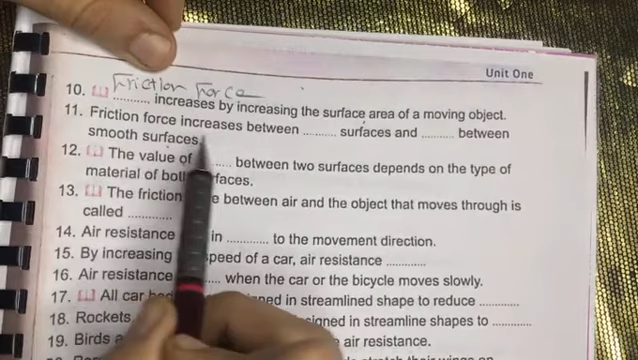 Unit One
Friction Force
10. .......... increases by increasing the surface area of a moving object.
11. Friction force increases between .......... surfaces and .......... between
smooth surfaces.
12. The value of ...... between two surfaces depends on the type of
material of both
13. The friction between air and the object that moves through is
called ............
14. Air resistance in ............ to the movement direction.
15. By increasing speed of a car, air resistance ............
16. Air resistance ..... when the car or the bicycle moves slowly.
17. All car in streamlined shape to reduce ............
18. Rockets in streamline shapes to ............
19. Birds air resistance.
their wings on